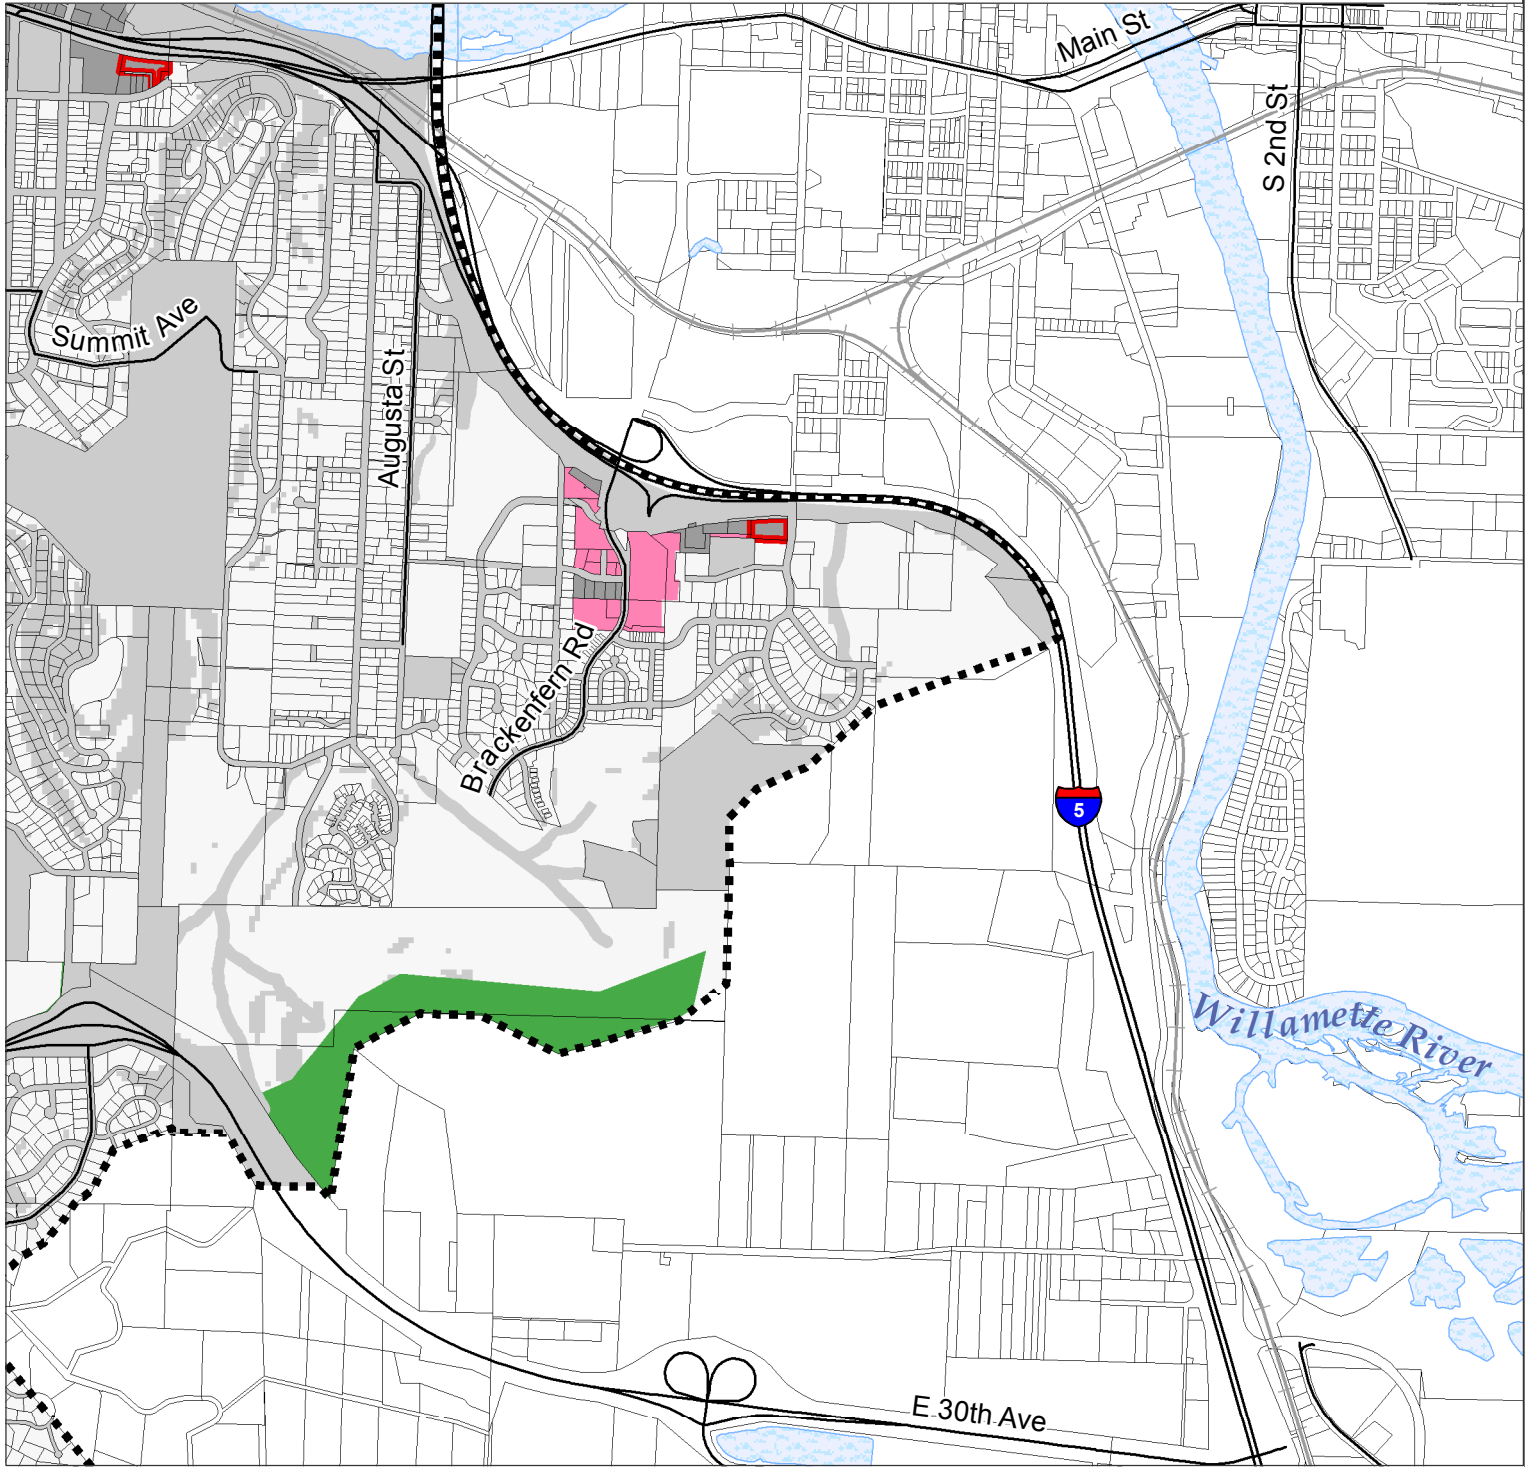 Main St
S 2nd St
Summit Ave
Augusta St
Brackenfern Rd
5
Willamette River
E 30th Ave